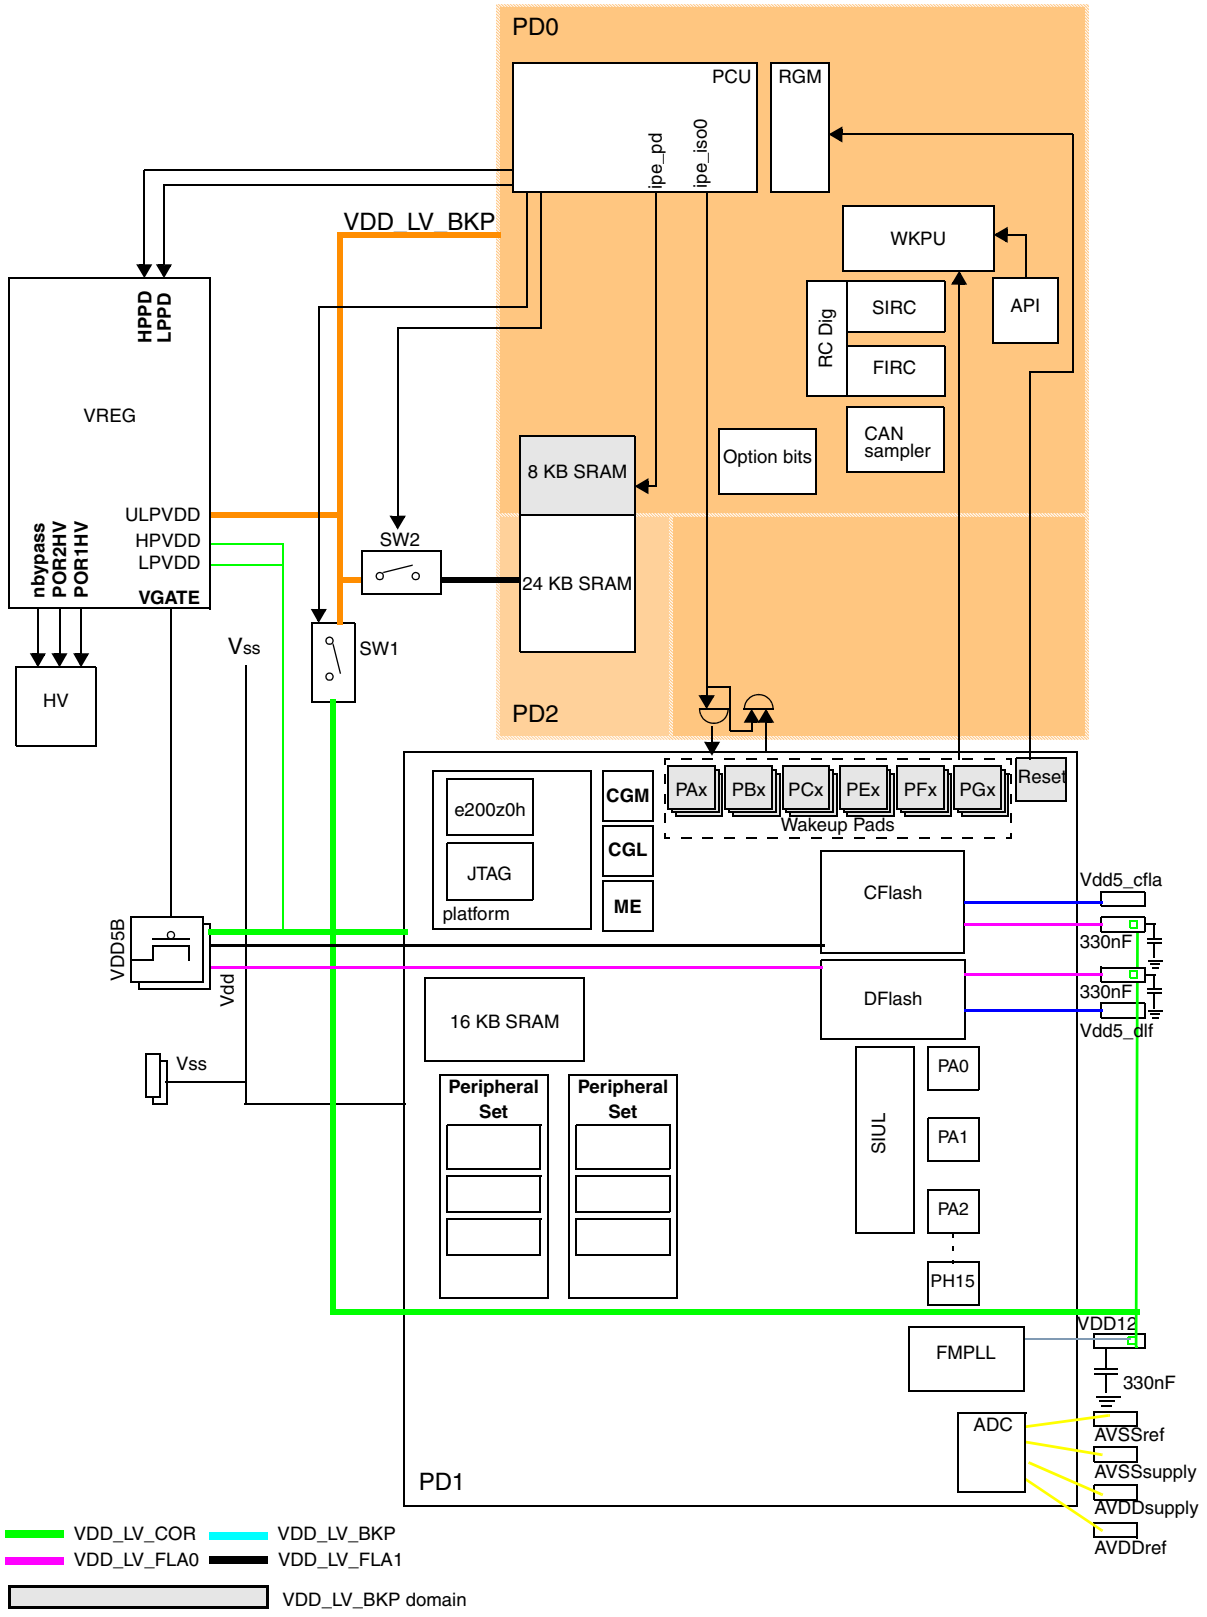 PD0
PCU
RGM
ipe_pd
ipe_iso0
VDD_LV_BKP
WKPU
HPPD
LPPD
SIRC
API
RC Dig
FIRC
VREG
CAN
sampler
Option bits
8 KB SRAM
ULPVDD
HPVDD
LPVDD
nbypass
POR2HV
POR1HV
VGATE
SW2
24 KB SRAM
Vss
SW1
HV
PD2
PAx
PBx
PCx
PEx
PFx
PGx
Reset
Wakeup Pads
e200z0h
CGM
JTAG
CGL
platform
ME
CFlash
Vdd5_cfla
330nF
VDD5B
Vdd
DFlash
330nF
Vdd5_dlf
16 KB SRAM
Vss
Peripheral
Set
Peripheral
Set
SIUL
PA0
PA1
PA2
PH15
VDD12
FMPLL
330nF
ADC
AVSSref
AVSSsupply
AVDDsupply
AVDDref
PD1
VDD_LV_COR
VDD_LV_BKP
VDD_LV_FLA0
VDD_LV_FLA1
VDD_LV_BKP domain